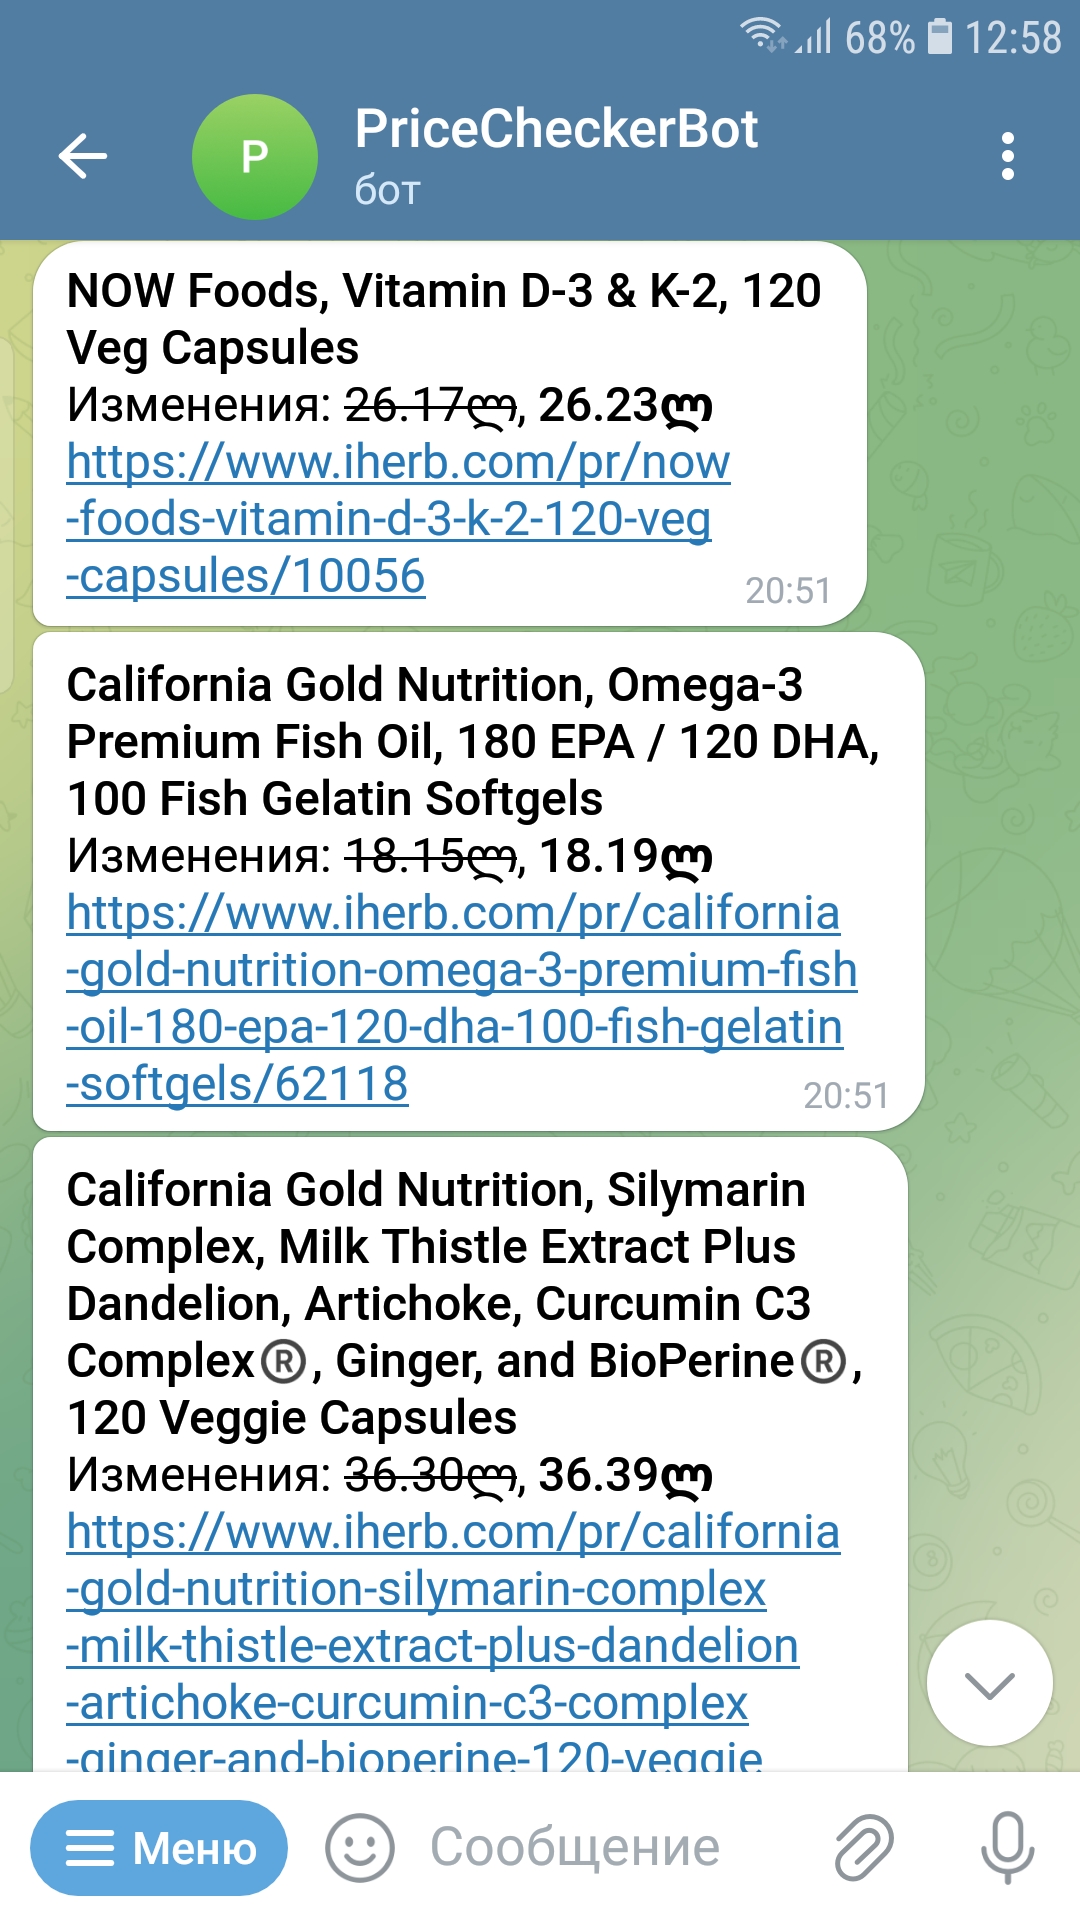 68% 12:58
P
PriceCheckerBot
бот
NOW Foods, Vitamin D-3 & K-2, 120
Veg Capsules
Изменения: 26.17ლ, 26.23ლ
https://www.iherb.com/pr/now
-foods-vitamin-d-3-k-2-120-veg
-capsules/10056
20:51
California Gold Nutrition, Omega-3
Premium Fish Oil, 180 EPA / 120 DHA,
100 Fish Gelatin Softgels
Изменения: 18.15ლ, 18.19ლ
https://www.iherb.com/pr/california
-gold-nutrition-omega-3-premium-fish
-oil-180-epa-120-dha-100-fish-gelatin
-softgels/62118
20:51
California Gold Nutrition, Silymarin
Complex, Milk Thistle Extract Plus
Dandelion, Artichoke, Curcumin C3
Complex®, Ginger, and BioPerine®,
120 Veggie Capsules
Изменения: 36.30ლ, 36.39ლ
https://www.iherb.com/pr/california
-gold-nutrition-silymarin-complex
-milk-thistle-extract-plus-dandelion
-artichoke-curcumin-c3-complex
-ginger-and-bioperine-120-veggie
Меню
Сообщение